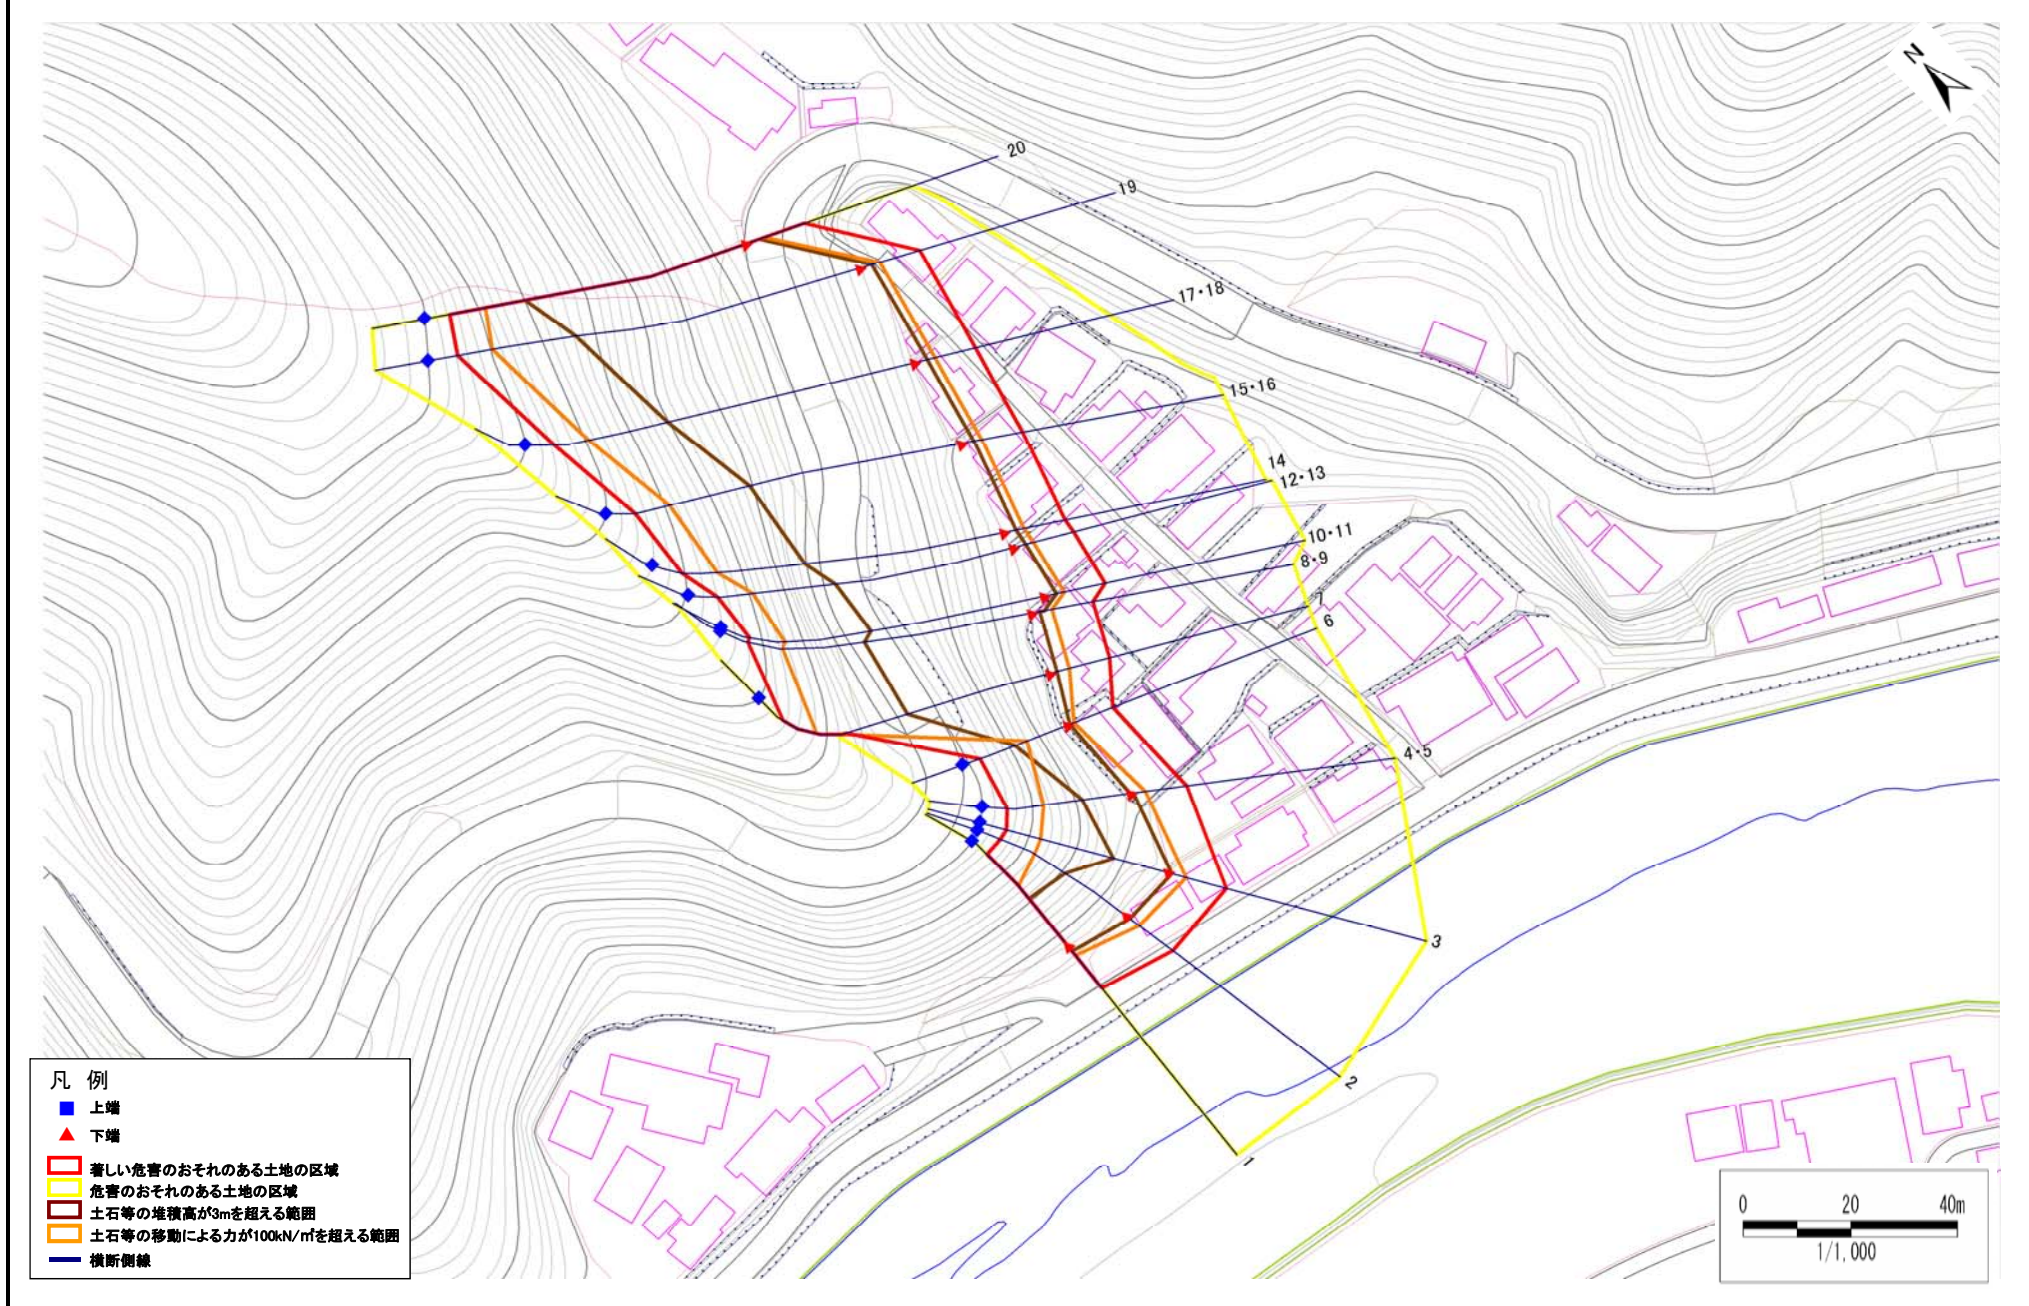 N
20
19
17・18
15・16
14
12・13
10・11
8・9
7
6
4・5
3
2
1
凡 例
上端
下端
著しい危害のおそれのある土地の区域
危害のおそれのある土地の区域
土石等の堆積高が3mを超える範囲
土石等の移動による力が100kN/㎡を超える範囲
横断側線
0 20 40m
1/1,000